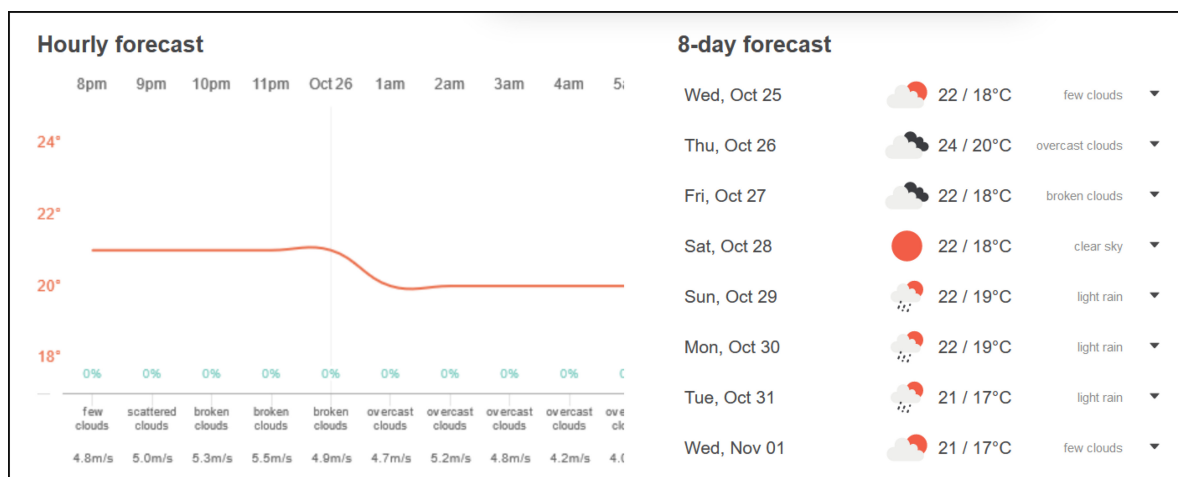 Hourly forecast
8pm 9pm 10pm 11pm Oct 26 1am 2am 3am 4am
24°
22°
20°
18°
0% 0% 0% 0% 0% 0% 0% 0% 0%
few scattered broken broken broken overcast overcast overcast overcast
clouds clouds clouds clouds clouds clouds clouds clouds clouds
4.8m/s 5.0m/s 5.3m/s 5.5m/s 4.9m/s 4.7m/s 5.2m/s 4.8m/s 4.2m/s
8-day forecast
Wed, Oct 25 22 / 18°C few clouds
Thu, Oct 26 24 / 20°C overcast clouds
Fri, Oct 27 22 / 18°C broken clouds
Sat, Oct 28 22 / 18°C clear sky
Sun, Oct 29 22 / 19°C light rain
Mon, Oct 30 22 / 19°C light rain
Tue, Oct 31 21 / 17°C light rain
Wed, Nov 01 21 / 17°C few clouds